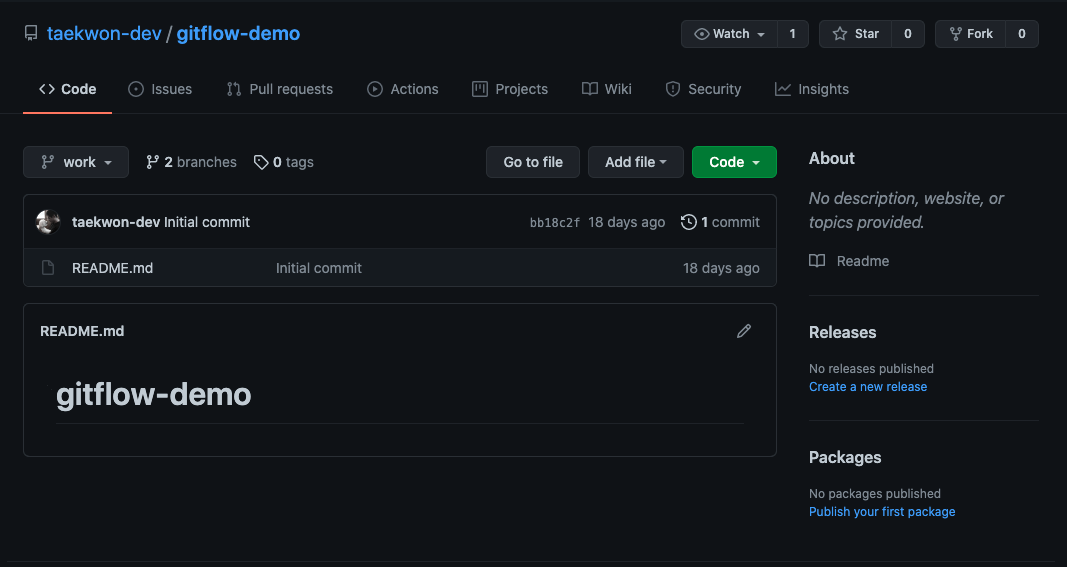 taekwon-dev / gitflow-demo
Watch 1 Star 0 Fork 0
Code Issues Pull requests Actions Projects Wiki Security Insights
work 2 branches 0 tags Go to file Add file Code
taekwon-dev Initial commit bb18c2f 18 days ago 1 commit
README.md Initial commit 18 days ago
README.md
gitflow-demo
About
No description, website, or
topics provided.
Readme
Releases
No releases published
Create a new release
Packages
No packages published
Publish your first package